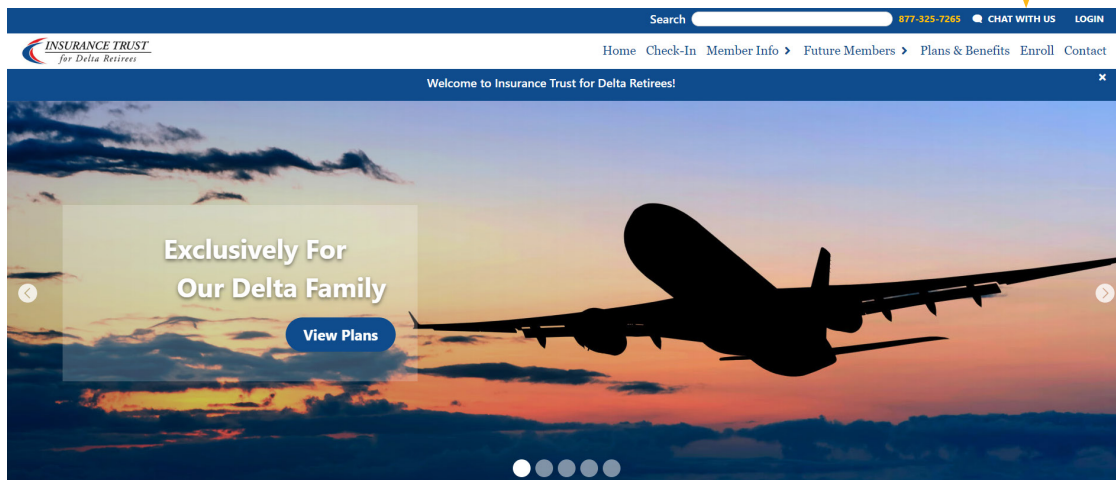 Search 877-325-7265 CHAT WITH US LOGIN
INSURANCE TRUST
for Delta Retirees
Home Check-In Member Info > Future Members > Plans & Benefits Enroll Contact
Welcome to Insurance Trust for Delta Retirees! ×
Exclusively For
Our Delta Family
View Plans